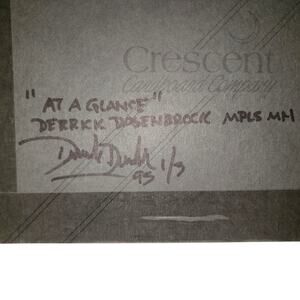 Crescent
Cardboard Company
"AT A GLANCE"
DERRICK DOSENBROCK MPLS MN
95 1/3